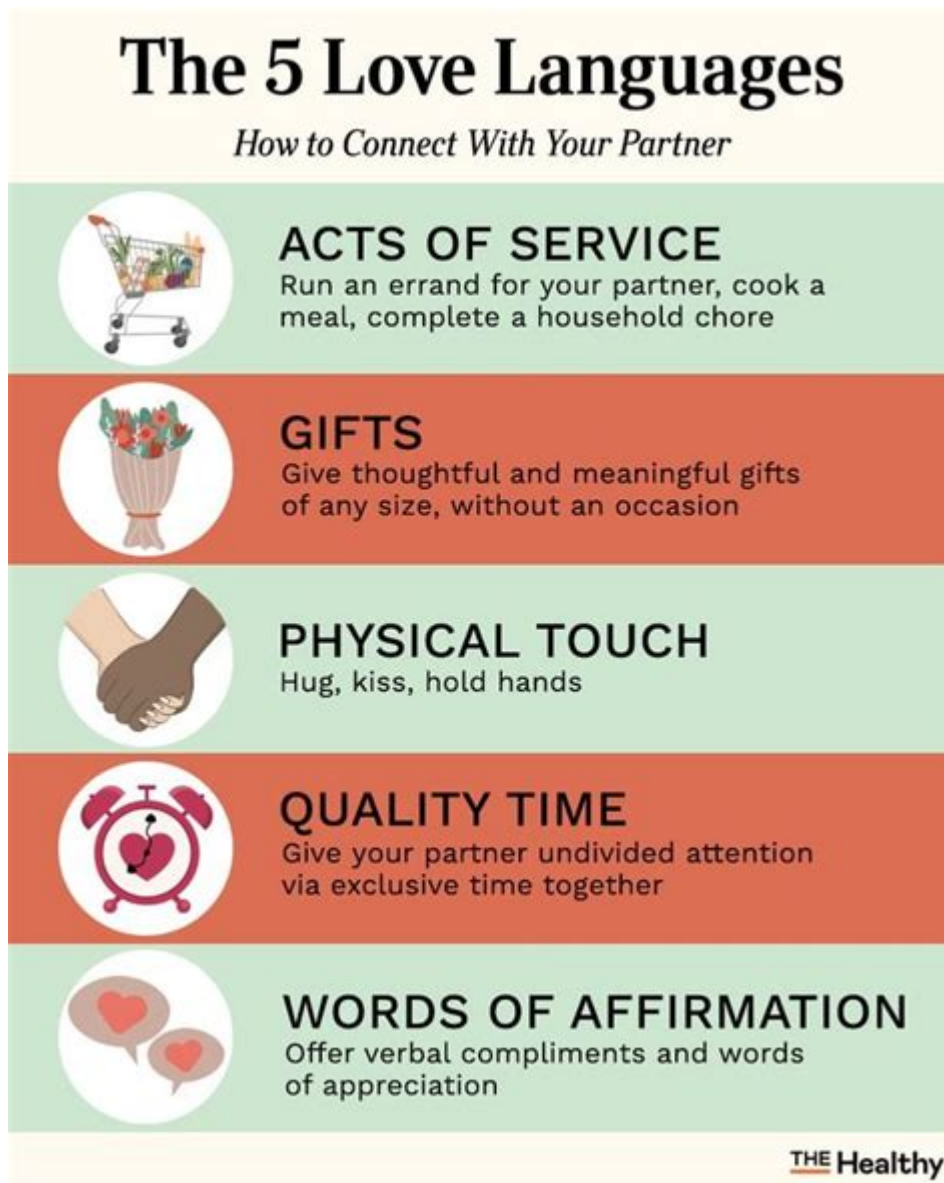 The 5 Love Languages
How to Connect With Your Partner
ACTS OF SERVICE
Run an errand for your partner, cook a
meal, complete a household chore
GIFTS
Give thoughtful and meaningful gifts
of any size, without an occasion
PHYSICAL TOUCH
Hug, kiss, hold hands
QUALITY TIME
Give your partner undivided attention
via exclusive time together
WORDS OF AFFIRMATION
Offer verbal compliments and words
of appreciation
THE Healthy